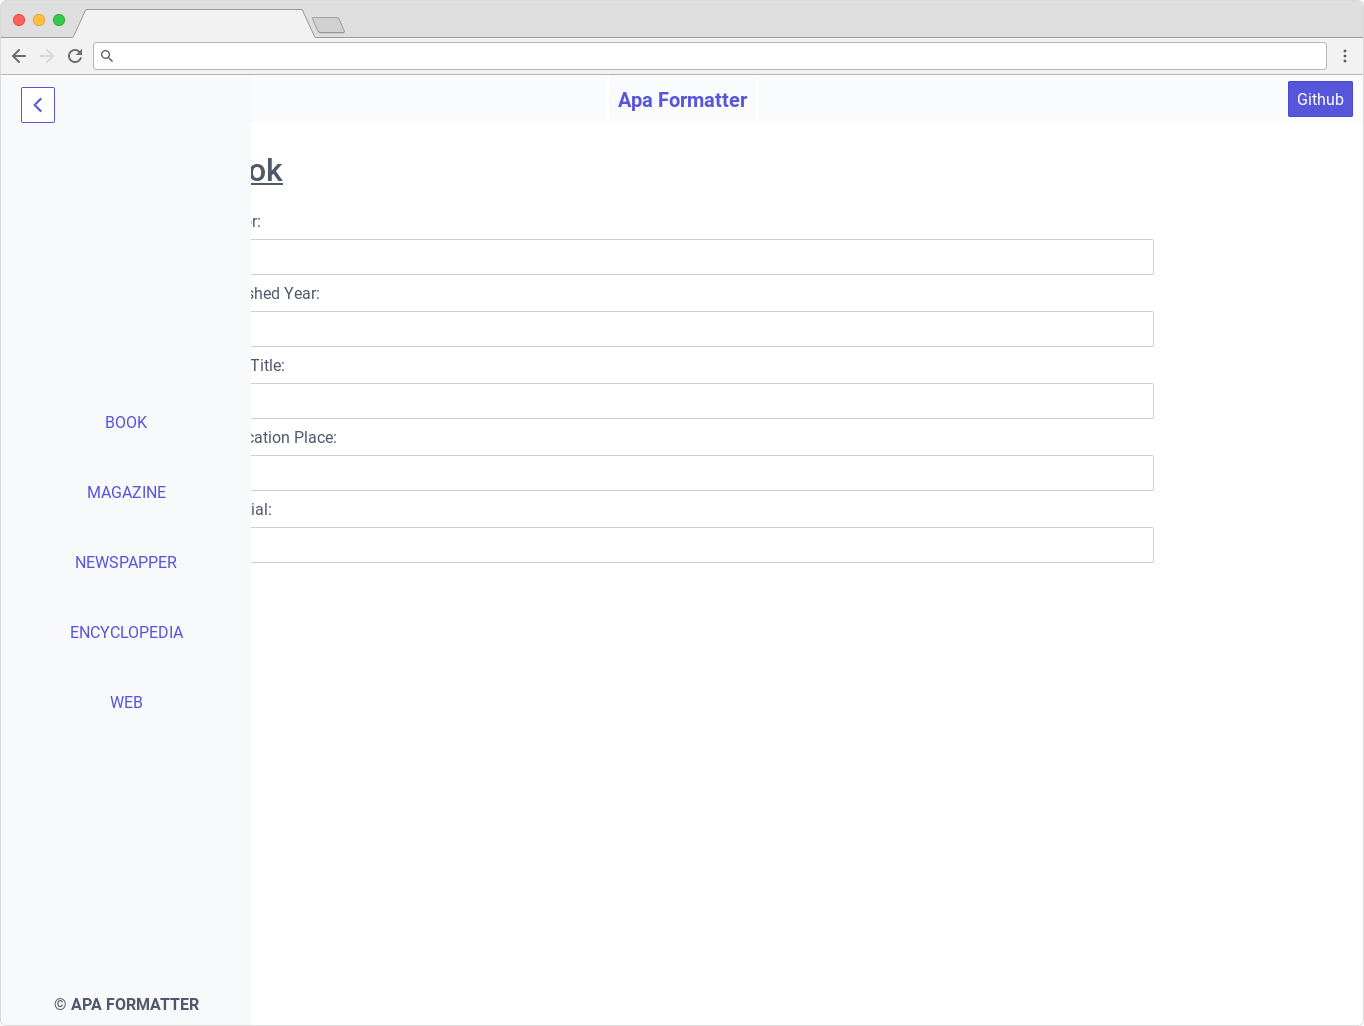 Apa Formatter
Github
ok
r:
shed Year:
Title:
cation Place:
ial:
BOOK
MAGAZINE
NEWSPAPPER
ENCYCLOPEDIA
WEB
© APA FORMATTER